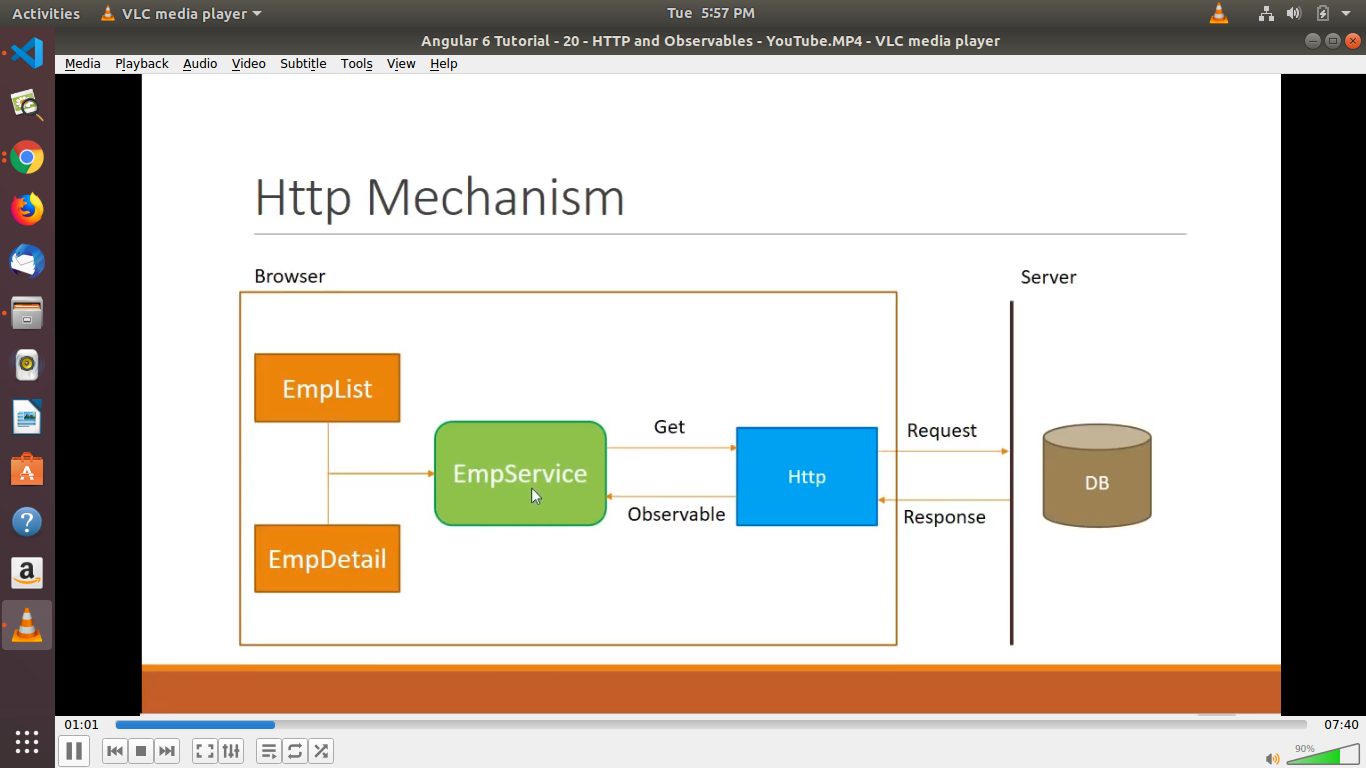 Activities VLC media player Tue 5:57 PM
Angular 6 Tutorial - 20 - HTTP and Observables - YouTube.MP4 - VLC media player
Media Playback Audio Video Subtitle Tools View Help
Http Mechanism
Browser Server
EmpList
Get Request
EmpService Http DB
Observable Response
EmpDetail
01:01 07:40
90%